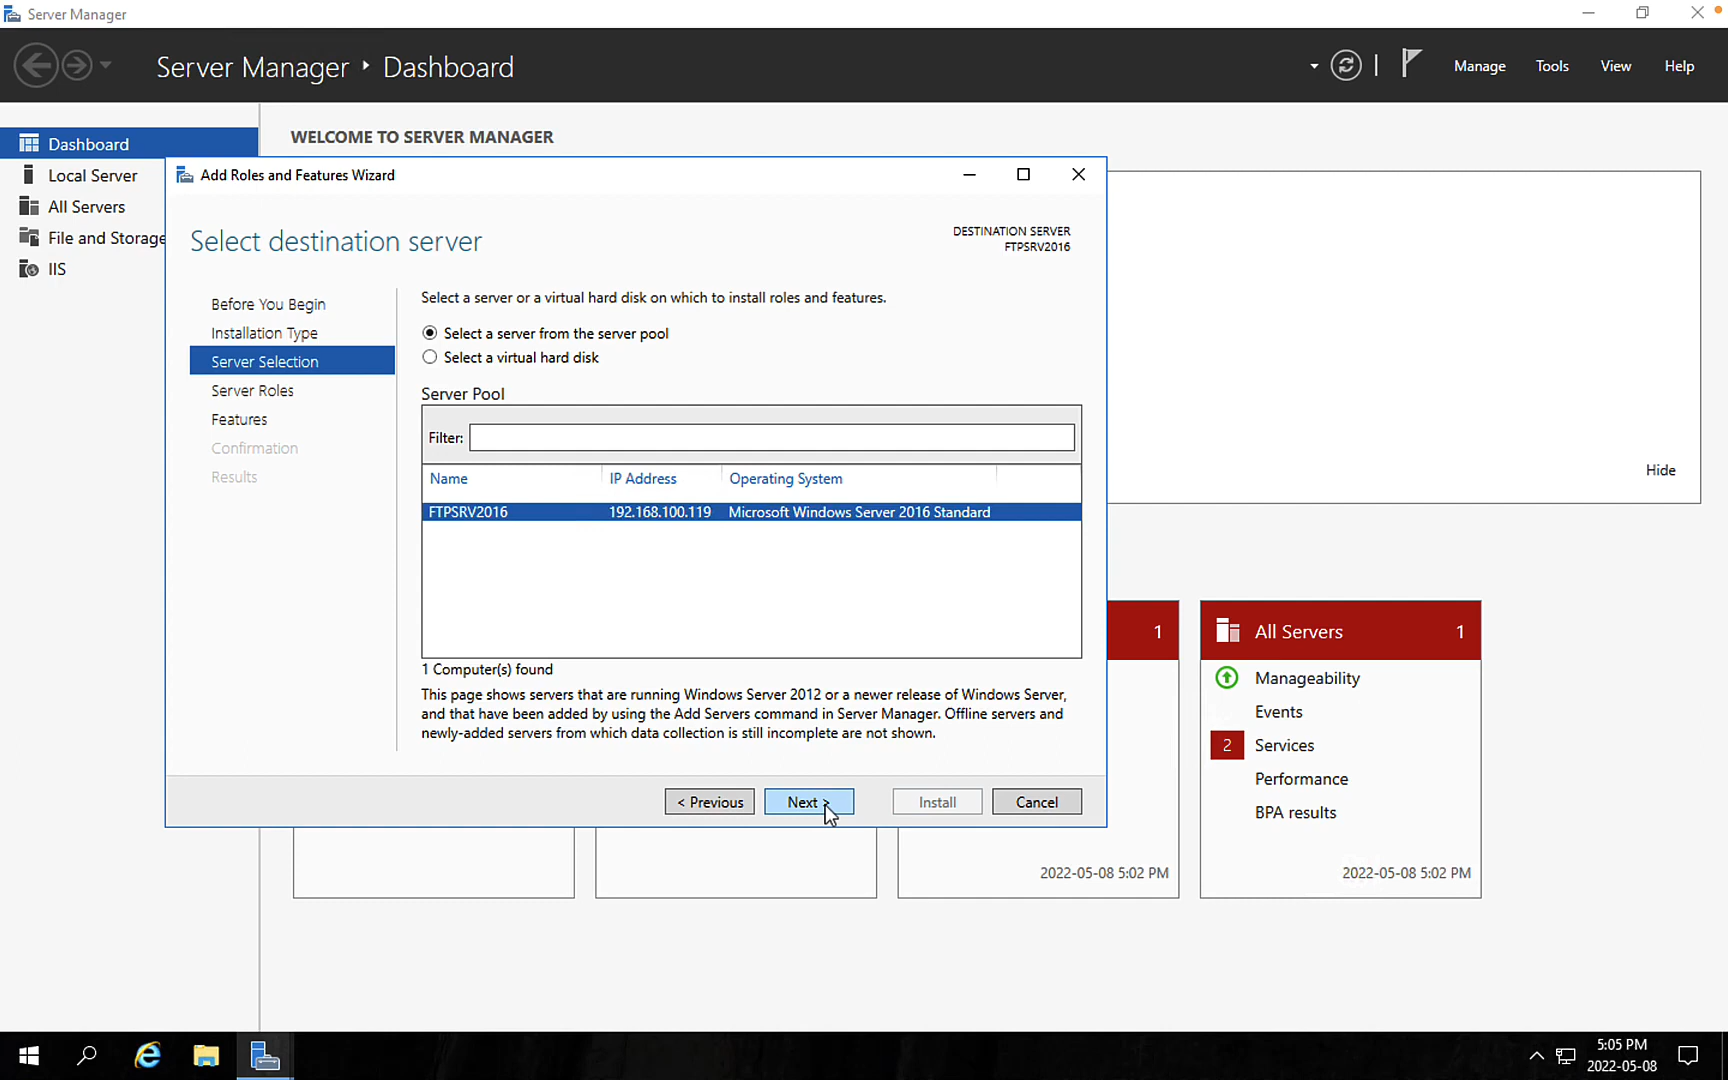 Server Manager
Server Manager ‣ Dashboard
Manage
Tools
View
Help
Dashboard
Local Server
All Servers
File and Storage
IIS
WELCOME TO SERVER MANAGER
Add Roles and Features Wizard
Select destination server
DESTINATION SERVER
FTPSRV2016
Before You Begin
Installation Type
Server Selection
Server Roles
Features
Confirmation
Results
Select a server or a virtual hard disk on which to install roles and features.
Select a server from the server pool
Select a virtual hard disk
Server Pool
Filter:
Name IP Address Operating System
FTPSRV2016 192.168.100.119 Microsoft Windows Server 2016 Standard
1 Computer(s) found
This page shows servers that are running Windows Server 2012 or a newer release of Windows Server,
and that have been added by using the Add Servers command in Server Manager. Offline servers and
newly-added servers from which data collection is still incomplete are not shown.
< Previous
Next >
Install
Cancel
Hide
1
All Servers 1
Manageability
Events
2 Services
Performance
BPA results
2022-05-08 5:02 PM
2022-05-08 5:02 PM
5:05 PM
2022-05-08